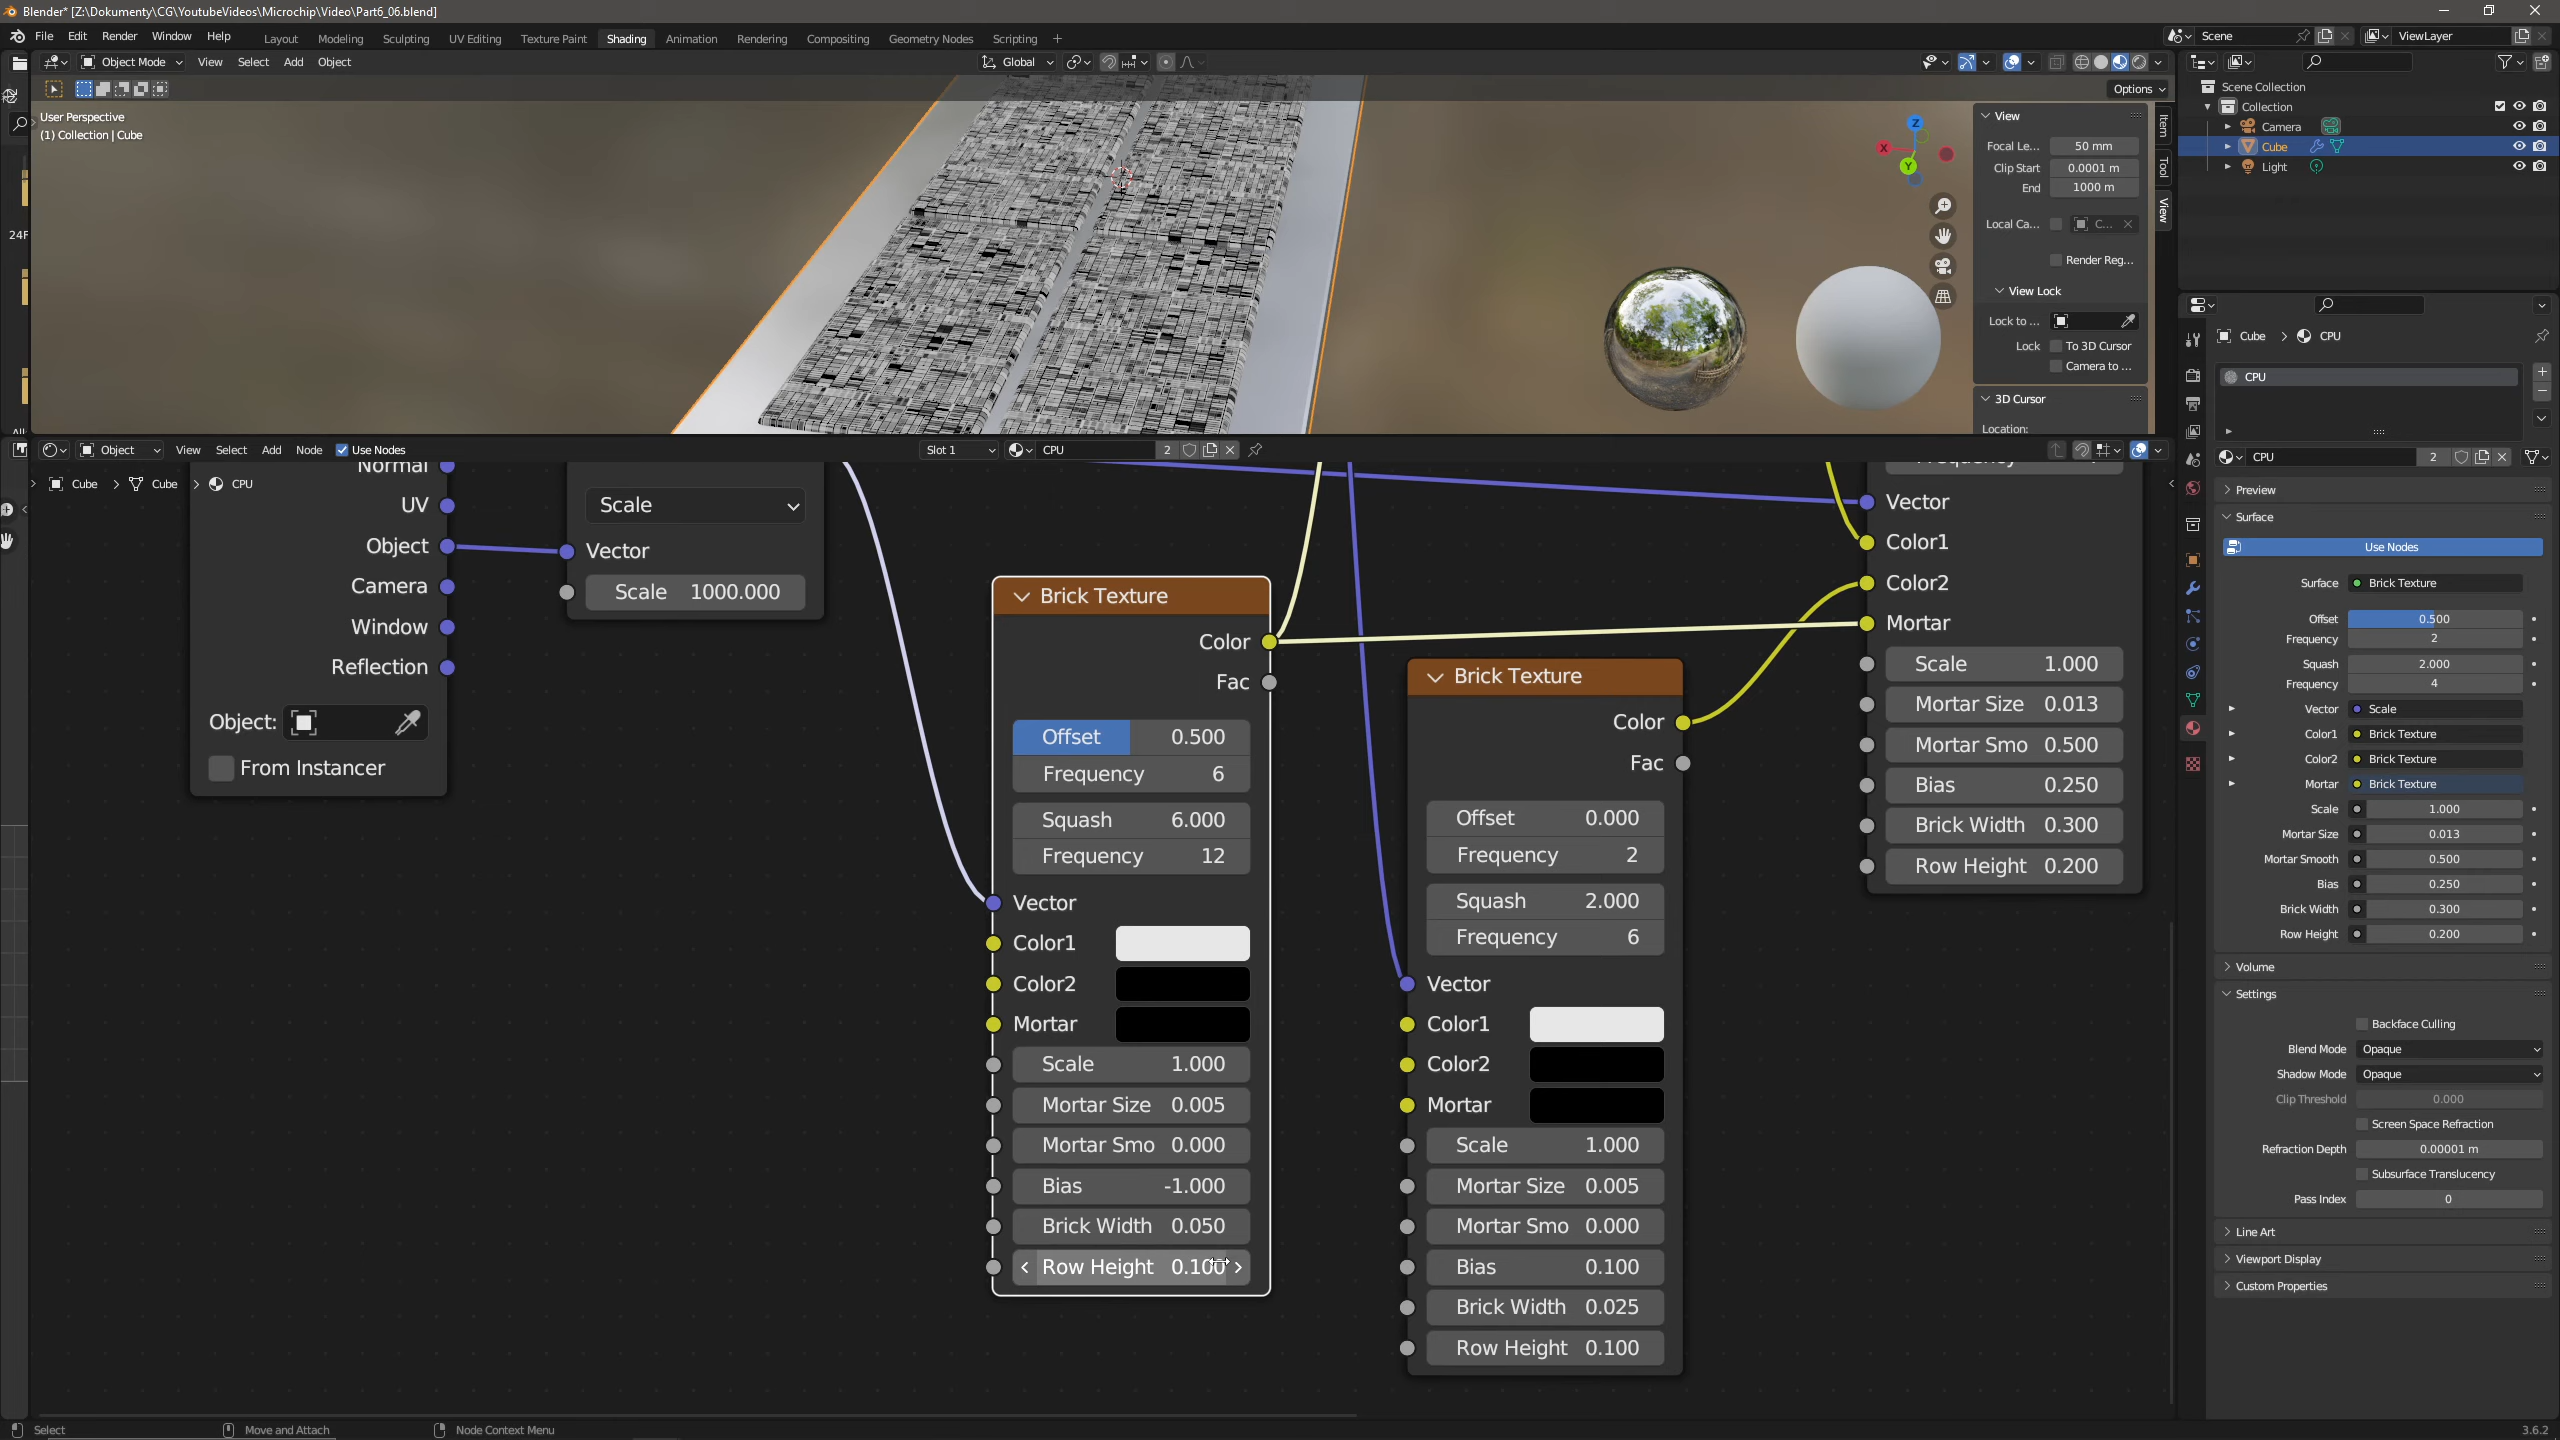 Blender* [Z:\Dokumenty\CG\YoutubeVideos\Microchip\Video\Part6_06.blend]
File Edit Render Window Help Layout Modeling Sculpting UV Editing Texture Paint Shading Animation Rendering Compositing Geometry Nodes Scripting + Scene ViewLayer
Object Mode View Select Add Object Global
Options
User Perspective
(1) Collection | Cube
24F
X Y Z
View
Focal Le... 50 mm
Clip Start 0.0001 m
End 1000 m
Local Ca... C...
Render Reg...
View Lock
Lock to ...
Lock To 3D Cursor
Camera to ...
3D Cursor
Location:
Item
Tool
View
Scene Collection
Collection
Camera
Cube
Light
Object View Select Add Node Use Nodes Slot 1 CPU 2
Cube > Cube > CPU
Normal
UV
Object
Camera
Window
Reflection
Object:
From Instancer
Scale
Vector
Scale 1000.000
Brick Texture
Color
Fac
Offset 0.500
Frequency 6
Squash 6.000
Frequency 12
Vector
Color1
Color2
Mortar
Scale 1.000
Mortar Size 0.005
Mortar Smo 0.000
Bias -1.000
Brick Width 0.050
Row Height 0.100
Brick Texture
Color
Fac
Offset 0.000
Frequency 2
Squash 2.000
Frequency 6
Vector
Color1
Color2
Mortar
Scale 1.000
Mortar Size 0.005
Mortar Smo 0.000
Bias 0.100
Brick Width 0.025
Row Height 0.100
Vector
Color1
Color2
Mortar
Scale 1.000
Mortar Size 0.013
Mortar Smo 0.500
Bias 0.250
Brick Width 0.300
Row Height 0.200
Cube > CPU
CPU
CPU 2
Preview
Surface
Use Nodes
Surface Brick Texture
Offset 0.500
Frequency 2
Squash 2.000
Frequency 4
Vector Scale
Color1 Brick Texture
Color2 Brick Texture
Mortar Brick Texture
Scale 1.000
Mortar Size 0.013
Mortar Smooth 0.500
Bias 0.250
Brick Width 0.300
Row Height 0.200
Volume
Settings
Backface Culling
Blend Mode Opaque
Shadow Mode Opaque
Clip Threshold 0.000
Screen Space Refraction
Refraction Depth 0.00001 m
Subsurface Translucency
Pass Index 0
Line Art
Viewport Display
Custom Properties
Select Move and Attach Node Context Menu 3.6.2